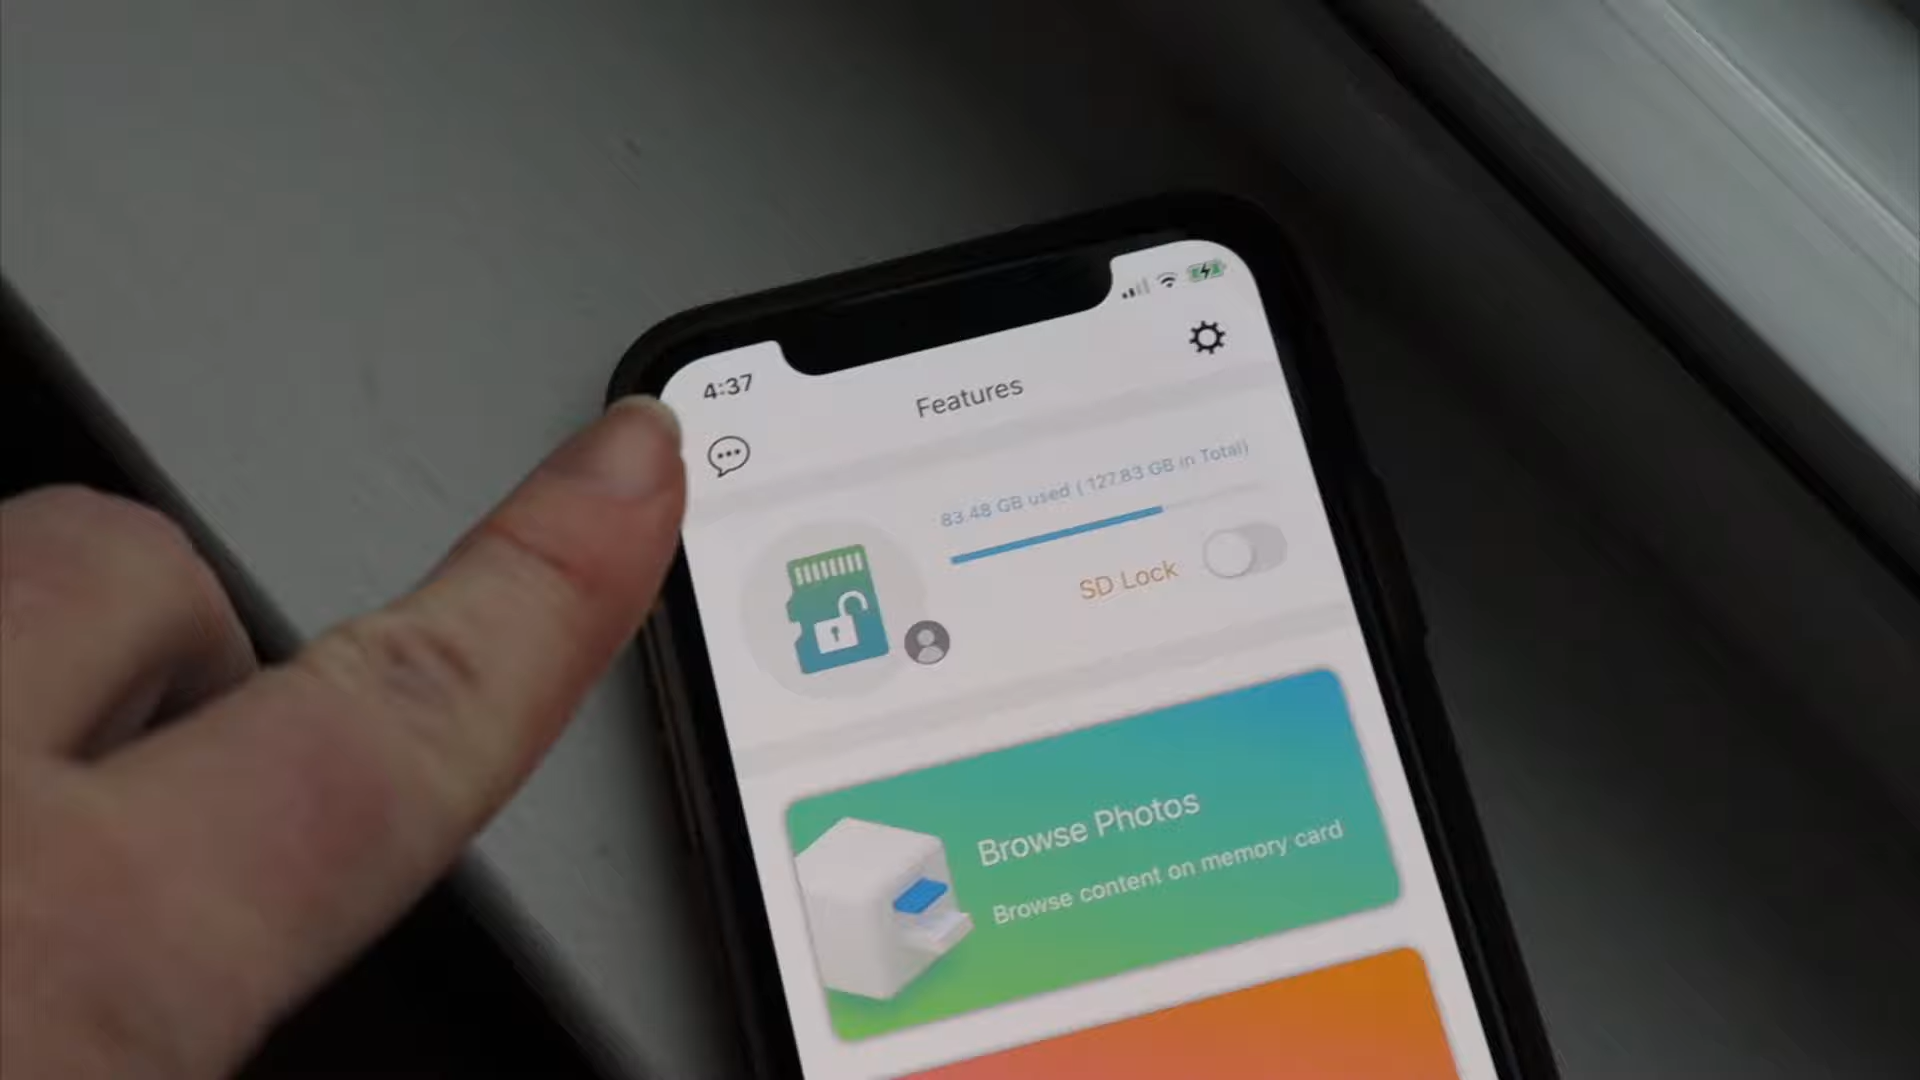 4:37
Features
83.48 GB used ( 127.83 GB in Total)
SD Lock
Browse Photos
Browse content on memory card